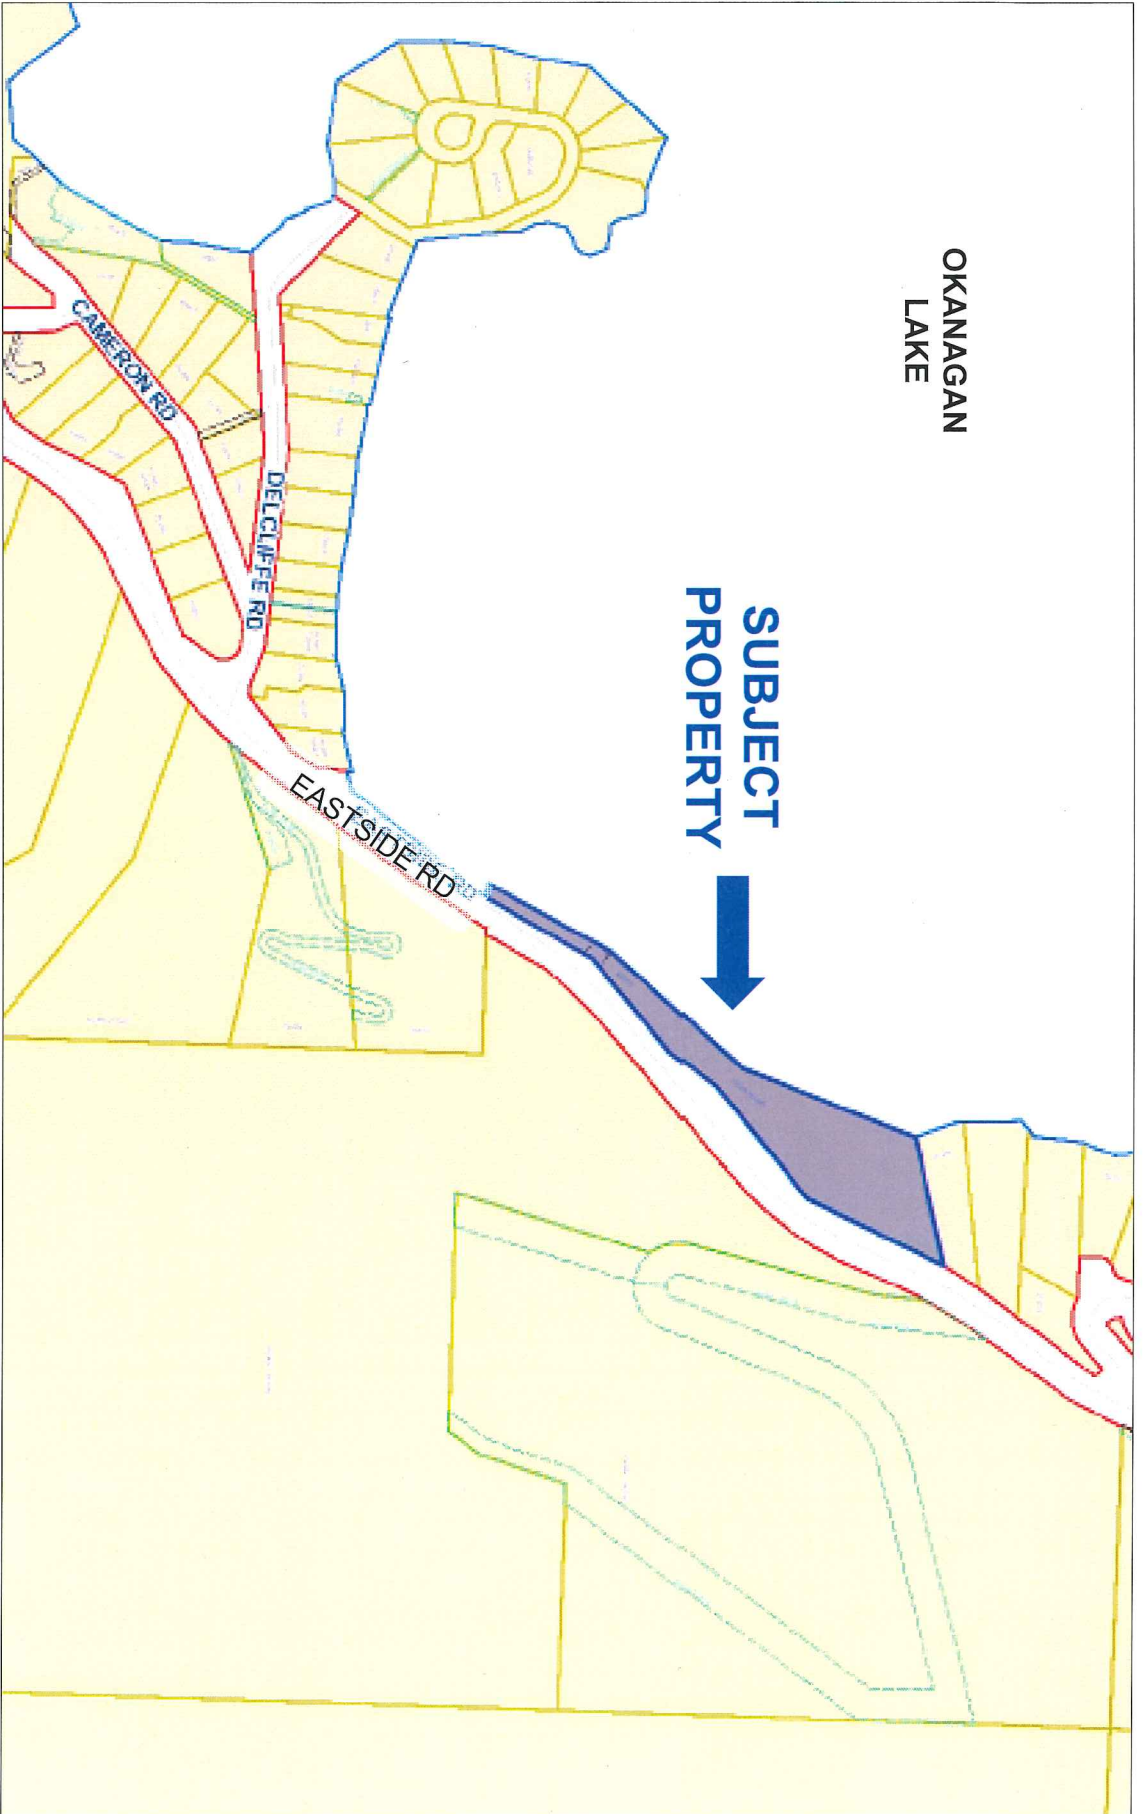 OKANAGAN
LAKE
SUBJECT
PROPERTY
CAMERON RD
DELCLIFFE RD
EASTSIDE RD